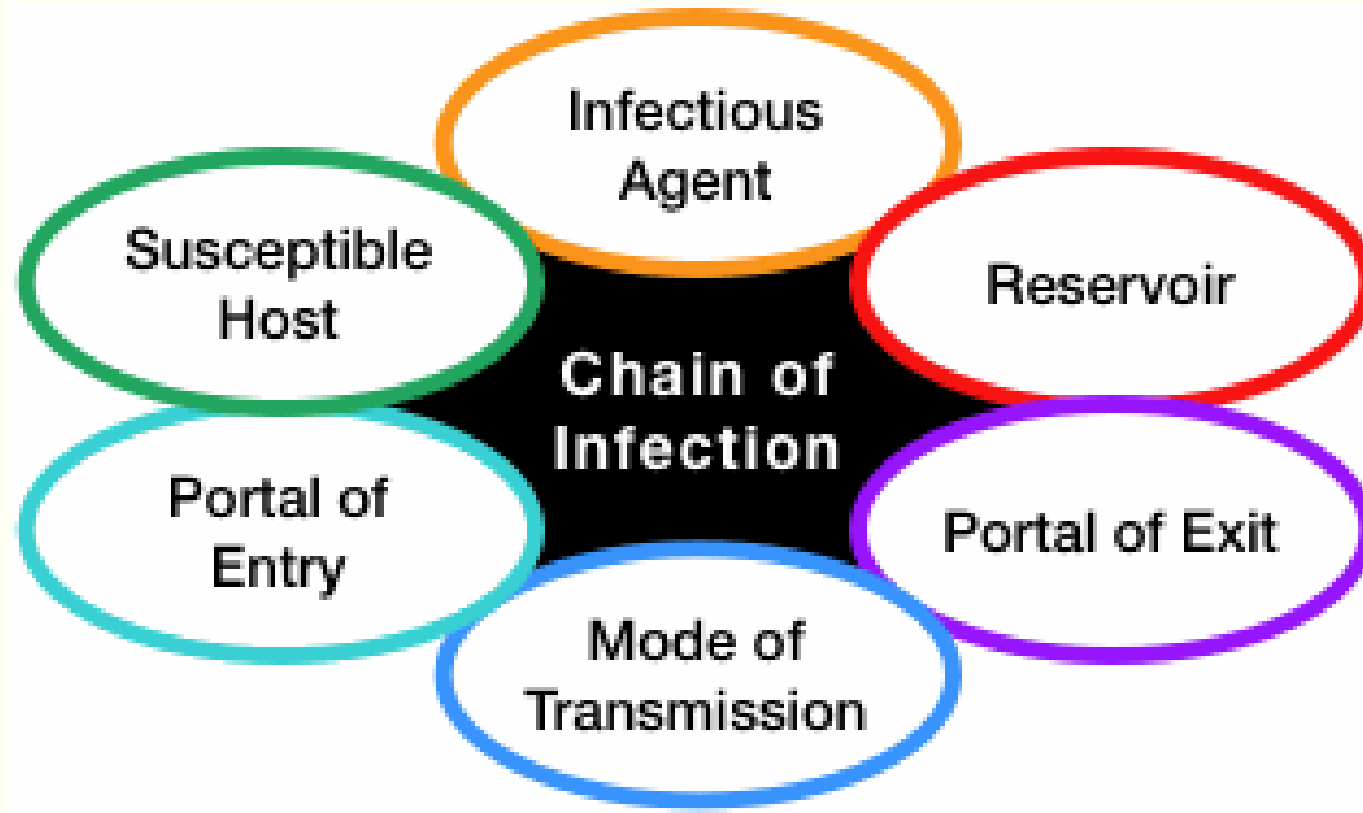 Infectious
Agent
Susceptible
Host
Reservoir
Chain of
Infection
Portal of
Entry
Portal of Exit
Mode of
Transmission